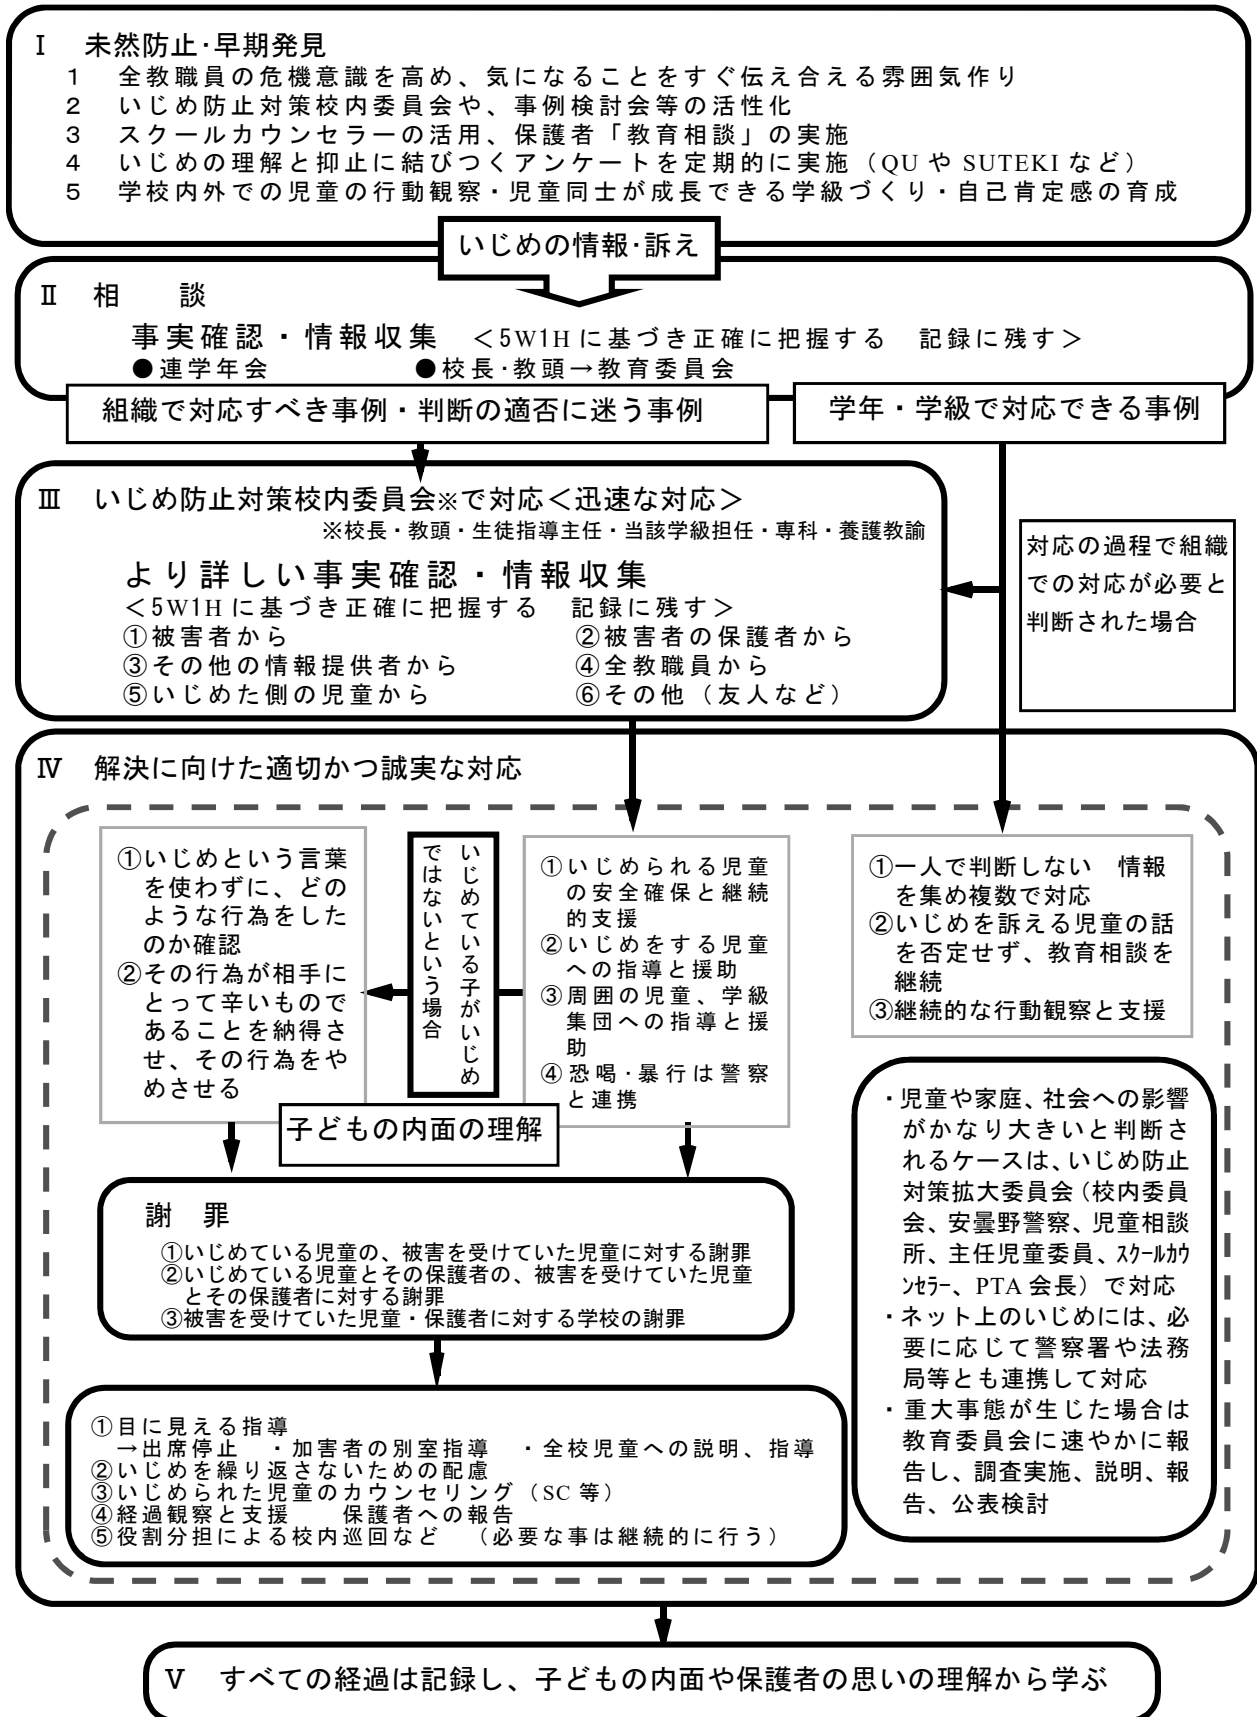 Ⅰ　未然防止･早期発見
1　全教職員の危機意識を高め、気になることをすぐ伝え合える雰囲気作り
2　いじめ防止対策校内委員会や、事例検討会等の活性化
3　スクールカウンセラーの活用、保護者「教育相談」の実施
4　いじめの理解と抑止に結びつくアンケートを定期的に実施（QU や SUTEKI など）
5　学校内外での児童の行動観察・児童同士が成長できる学級づくり・自己肯定感の育成
いじめの情報･訴え
Ⅱ　相　　談
事実確認・情報収集　＜5W1H に基づき正確に把握する　記録に残す＞
●連学年会　　●校長･教頭→教育委員会
組織で対応すべき事例・判断の適否に迷う事例
学年・学級で対応できる事例
Ⅲ　いじめ防止対策校内委員会※で対応＜迅速な対応＞
※校長・教頭・生徒指導主任・当該学級担任・専科・養護教諭
より詳しい事実確認・情報収集
＜5W1H に基づき正確に把握する　記録に残す＞
①被害者から　　②被害者の保護者から
③その他の情報提供者から　　④全教職員から
⑤いじめた側の児童から　　⑥その他（友人など）
対応の過程で組織
での対応が必要と
判断された場合
Ⅳ　解決に向けた適切かつ誠実な対応
①いじめという言葉
を使わずに、どの
ような行為をした
のか確認
②その行為が相手に
とって辛いもので
あることを納得さ
せ、その行為をや
めさせる
いじめている子がいじめ
ではないという場合
①いじめられる児童
の安全確保と継続
的支援
②いじめをする児童
への指導と援助
③周囲の児童、学級
集団への指導と援
助
④恐喝･暴行は警察
と連携
①一人で判断しない　情報
を集め複数で対応
②いじめを訴える児童の話
を否定せず、教育相談を
継続
③継続的な行動観察と支援
子どもの内面の理解
謝　罪
①いじめている児童の、被害を受けていた児童に対する謝罪
②いじめている児童とその保護者の、被害を受けていた児童
とその保護者に対する謝罪
③被害を受けていた児童・保護者に対する学校の謝罪
①目に見える指導
→出席停止　・加害者の別室指導　・全校児童への説明、指導
②いじめを繰り返さないための配慮
③いじめられた児童のカウンセリング（SC 等）
④経過観察と支援　　保護者への報告
⑤役割分担による校内巡回など　（必要な事は継続的に行う）
・児童や家庭、社会への影響
がかなり大きいと判断さ
れるケースは、いじめ防止
対策拡大委員会（校内委員
会、安曇野警察、児童相談
所、主任児童委員、ｽｸｰﾙｶｳ
ﾝｾﾗｰ、PTA 会長）で対応
・ネット上のいじめには、必
要に応じて警察署や法務
局等とも連携して対応
・重大事態が生じた場合は
教育委員会に速やかに報
告し、調査実施、説明、報
告、公表検討
Ⅴ　すべての経過は記録し、子どもの内面や保護者の思いの理解から学ぶ